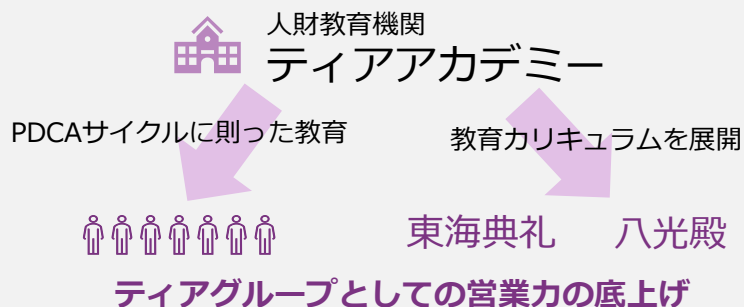 人財教育機関
ティアアカデミー
PDCAサイクルに則った教育
教育カリキュラムを展開
東海典礼 八光殿
ティアグループとしての営業力の底上げ